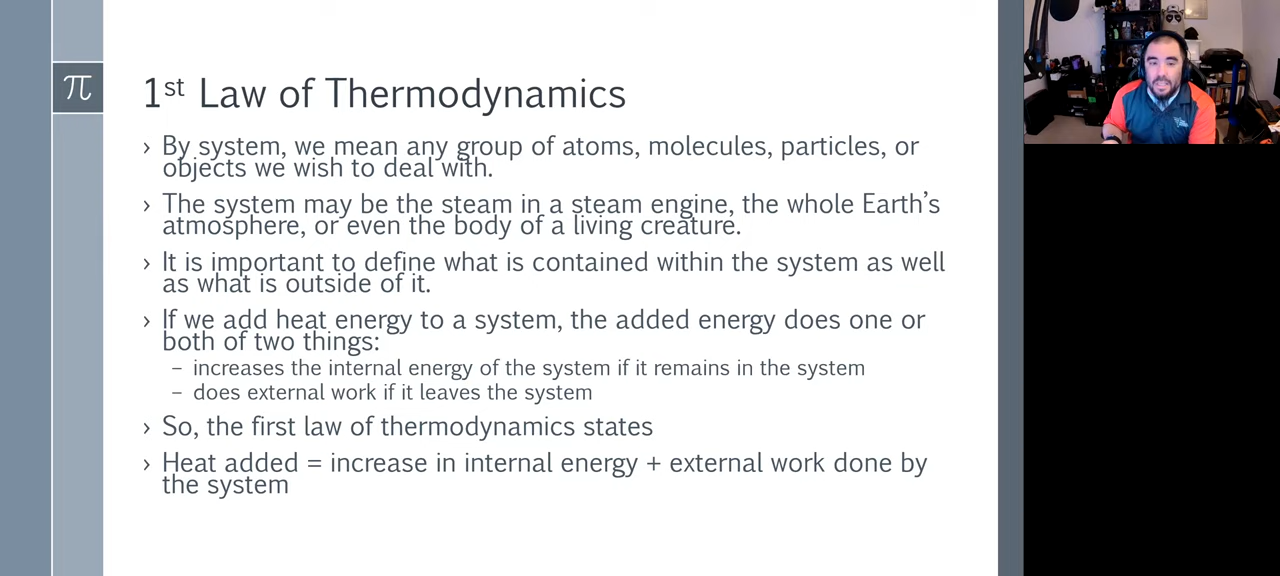 π
1st Law of Thermodynamics
› By system, we mean any group of atoms, molecules, particles, or
objects we wish to deal with.
› The system may be the steam in a steam engine, the whole Earth’s
atmosphere, or even the body of a living creature.
› It is important to define what is contained within the system as well
as what is outside of it.
› If we add heat energy to a system, the added energy does one or
both of two things:
– increases the internal energy of the system if it remains in the system
– does external work if it leaves the system
› So, the first law of thermodynamics states
› Heat added = increase in internal energy + external work done by
the system